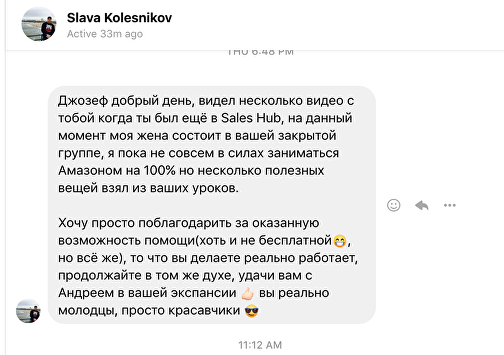 Slava Kolesnikov
Active 33m ago
THU 6:48 PM
Джозеф добрый день, видел несколько видео с
тобой когда ты был ещё в Sales Hub, на данный
момент моя жена состоит в вашей закрытой
группе, я пока не совсем в силах заниматься
Амазоном на 100% но несколько полезных
вещей взял из ваших уроков.
Хочу просто поблагодарить за оказанную
возможность помощи(хоть и не бесплатной😁,
но всё же), то что вы делаете реально работает,
продолжайте в том же духе, удачи вам с
Андреем в вашей экспансии 👍🏻 вы реально
молодцы, просто красавчики 😎
11:12 AM